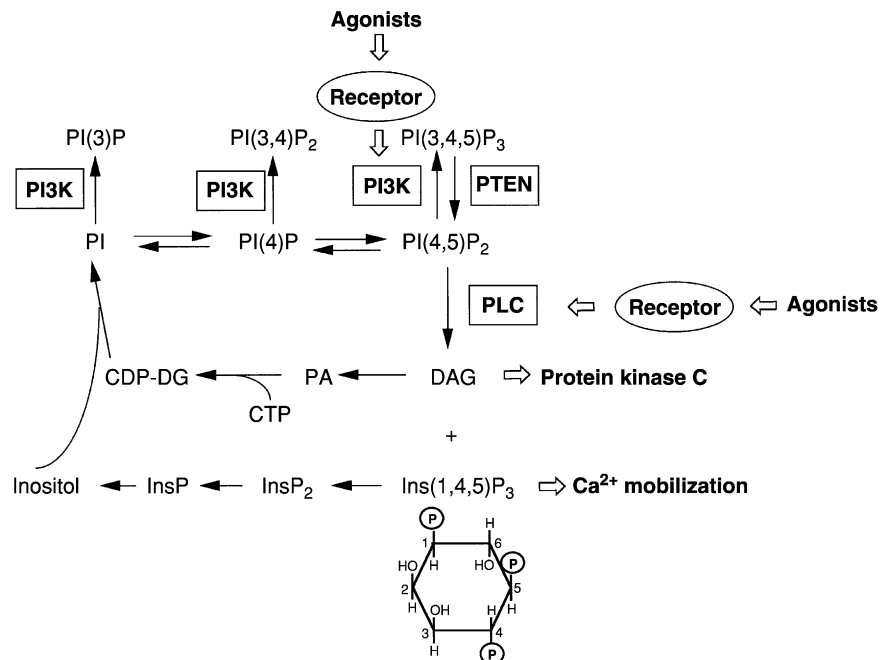 Agonists
Receptor
PI(3)P PI(3,4)P₂ PI(3,4,5)P₃
PI3K PI3K PI3K PTEN
PI PI(4)P PI(4,5)P₂
PLC Receptor Agonists
CDP-DG PA DAG Protein kinase C
CTP
+
Inositol InsP InsP₂ Ins(1,4,5)P₃ Ca²⁺ mobilization
P H
1 6
HO H HO P
2 5
H OH H H
3 4
H P